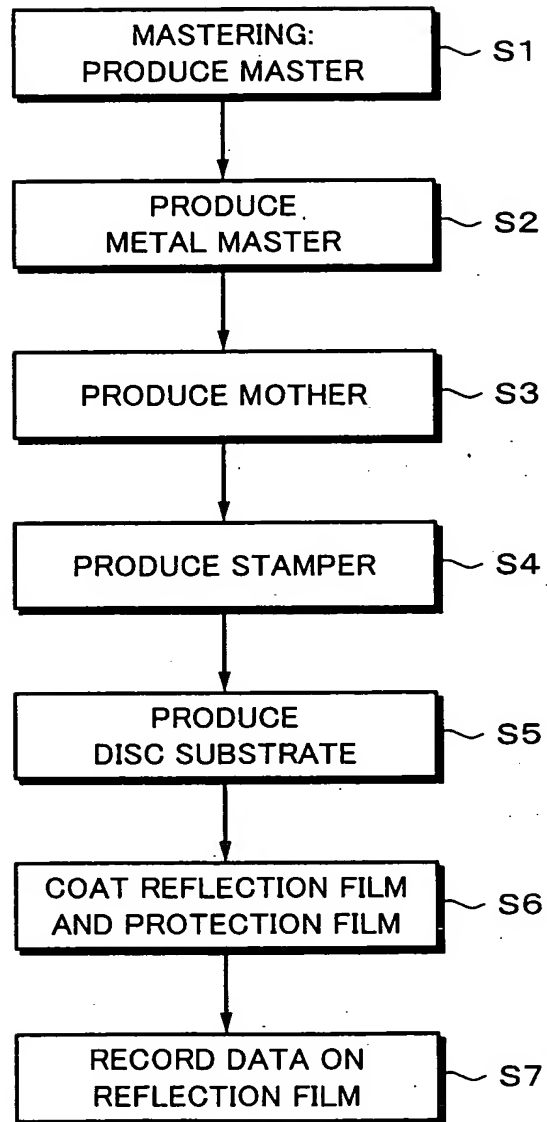 MASTERING:
PRODUCE MASTER
S1
PRODUCE
METAL MASTER
S2
PRODUCE MOTHER
S3
PRODUCE STAMPER
S4
PRODUCE
DISC SUBSTRATE
S5
COAT REFLECTION FILM
AND PROTECTION FILM
S6
RECORD DATA ON
REFLECTION FILM
S7